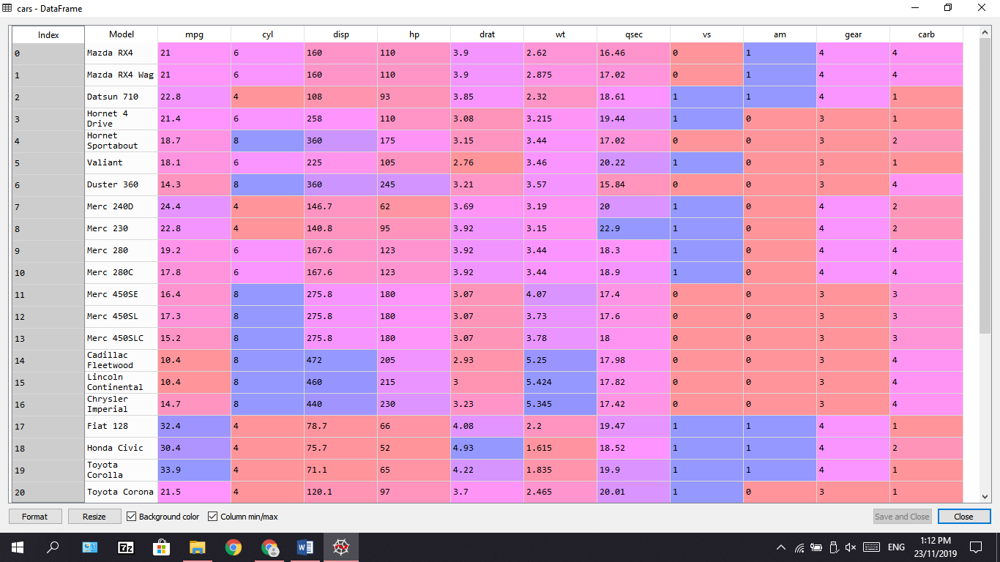 cars - DataFrame
Index Model mpg cyl disp hp drat wt qsec vs am gear carb
0 Mazda RX4 21 6 160 110 3.9 2.62 16.46 0 1 4 4
1 Mazda RX4 Wag 21 6 160 110 3.9 2.875 17.02 0 1 4 4
2 Datsun 710 22.8 4 108 93 3.85 2.32 18.61 1 1 4 1
3 Hornet 4 Drive 21.4 6 258 110 3.08 3.215 19.44 1 0 3 1
4 Hornet Sportabout 18.7 8 360 175 3.15 3.44 17.02 0 0 3 2
5 Valiant 18.1 6 225 105 2.76 3.46 20.22 1 0 3 1
6 Duster 360 14.3 8 360 245 3.21 3.57 15.84 0 0 3 4
7 Merc 240D 24.4 4 146.7 62 3.69 3.19 20 1 0 4 2
8 Merc 230 22.8 4 140.8 95 3.92 3.15 22.9 1 0 4 2
9 Merc 280 19.2 6 167.6 123 3.92 3.44 18.3 1 0 4 4
10 Merc 280C 17.8 6 167.6 123 3.92 3.44 18.9 1 0 4 4
11 Merc 450SE 16.4 8 275.8 180 3.07 4.07 17.4 0 0 3 3
12 Merc 450SL 17.3 8 275.8 180 3.07 3.73 17.6 0 0 3 3
13 Merc 450SLC 15.2 8 275.8 180 3.07 3.78 18 0 0 3 3
14 Cadillac Fleetwood 10.4 8 472 205 2.93 5.25 17.98 0 0 3 4
15 Lincoln Continental 10.4 8 460 215 3 5.424 17.82 0 0 3 4
16 Chrysler Imperial 14.7 8 440 230 3.23 5.345 17.42 0 0 3 4
17 Fiat 128 32.4 4 78.7 66 4.08 2.2 19.47 1 1 4 1
18 Honda Civic 30.4 4 75.7 52 4.93 1.615 18.52 1 1 4 2
19 Toyota Corolla 33.9 4 71.1 65 4.22 1.835 19.9 1 1 4 1
20 Toyota Corona 21.5 4 120.1 97 3.7 2.465 20.01 1 0 3 1
Format Resize Background color Column min/max Save and Close Close
7z ENG 1:12 PM
23/11/2019